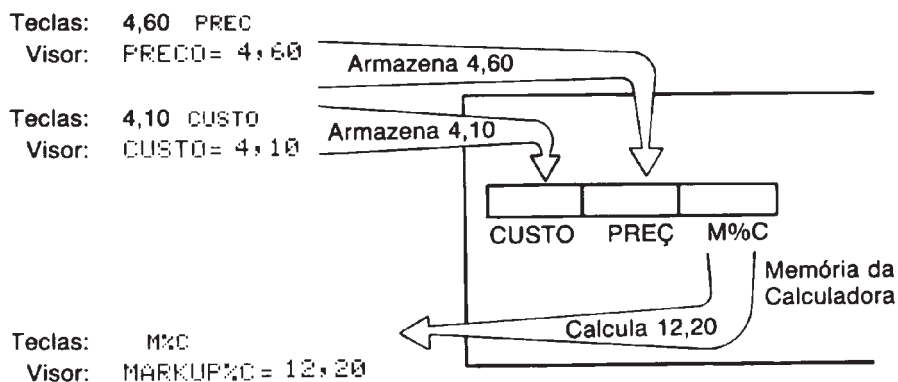 Teclas: 4,60 PREC
Visor: PRECO= 4,60
Armazena 4,60
Teclas: 4,10 CUSTO
Visor: CUSTO= 4,10
Armazena 4,10
CUSTO PREÇ M%C
Memória da
Calculadora
Calcula 12,20
Teclas: M%C
Visor: MARKUP%C= 12,20